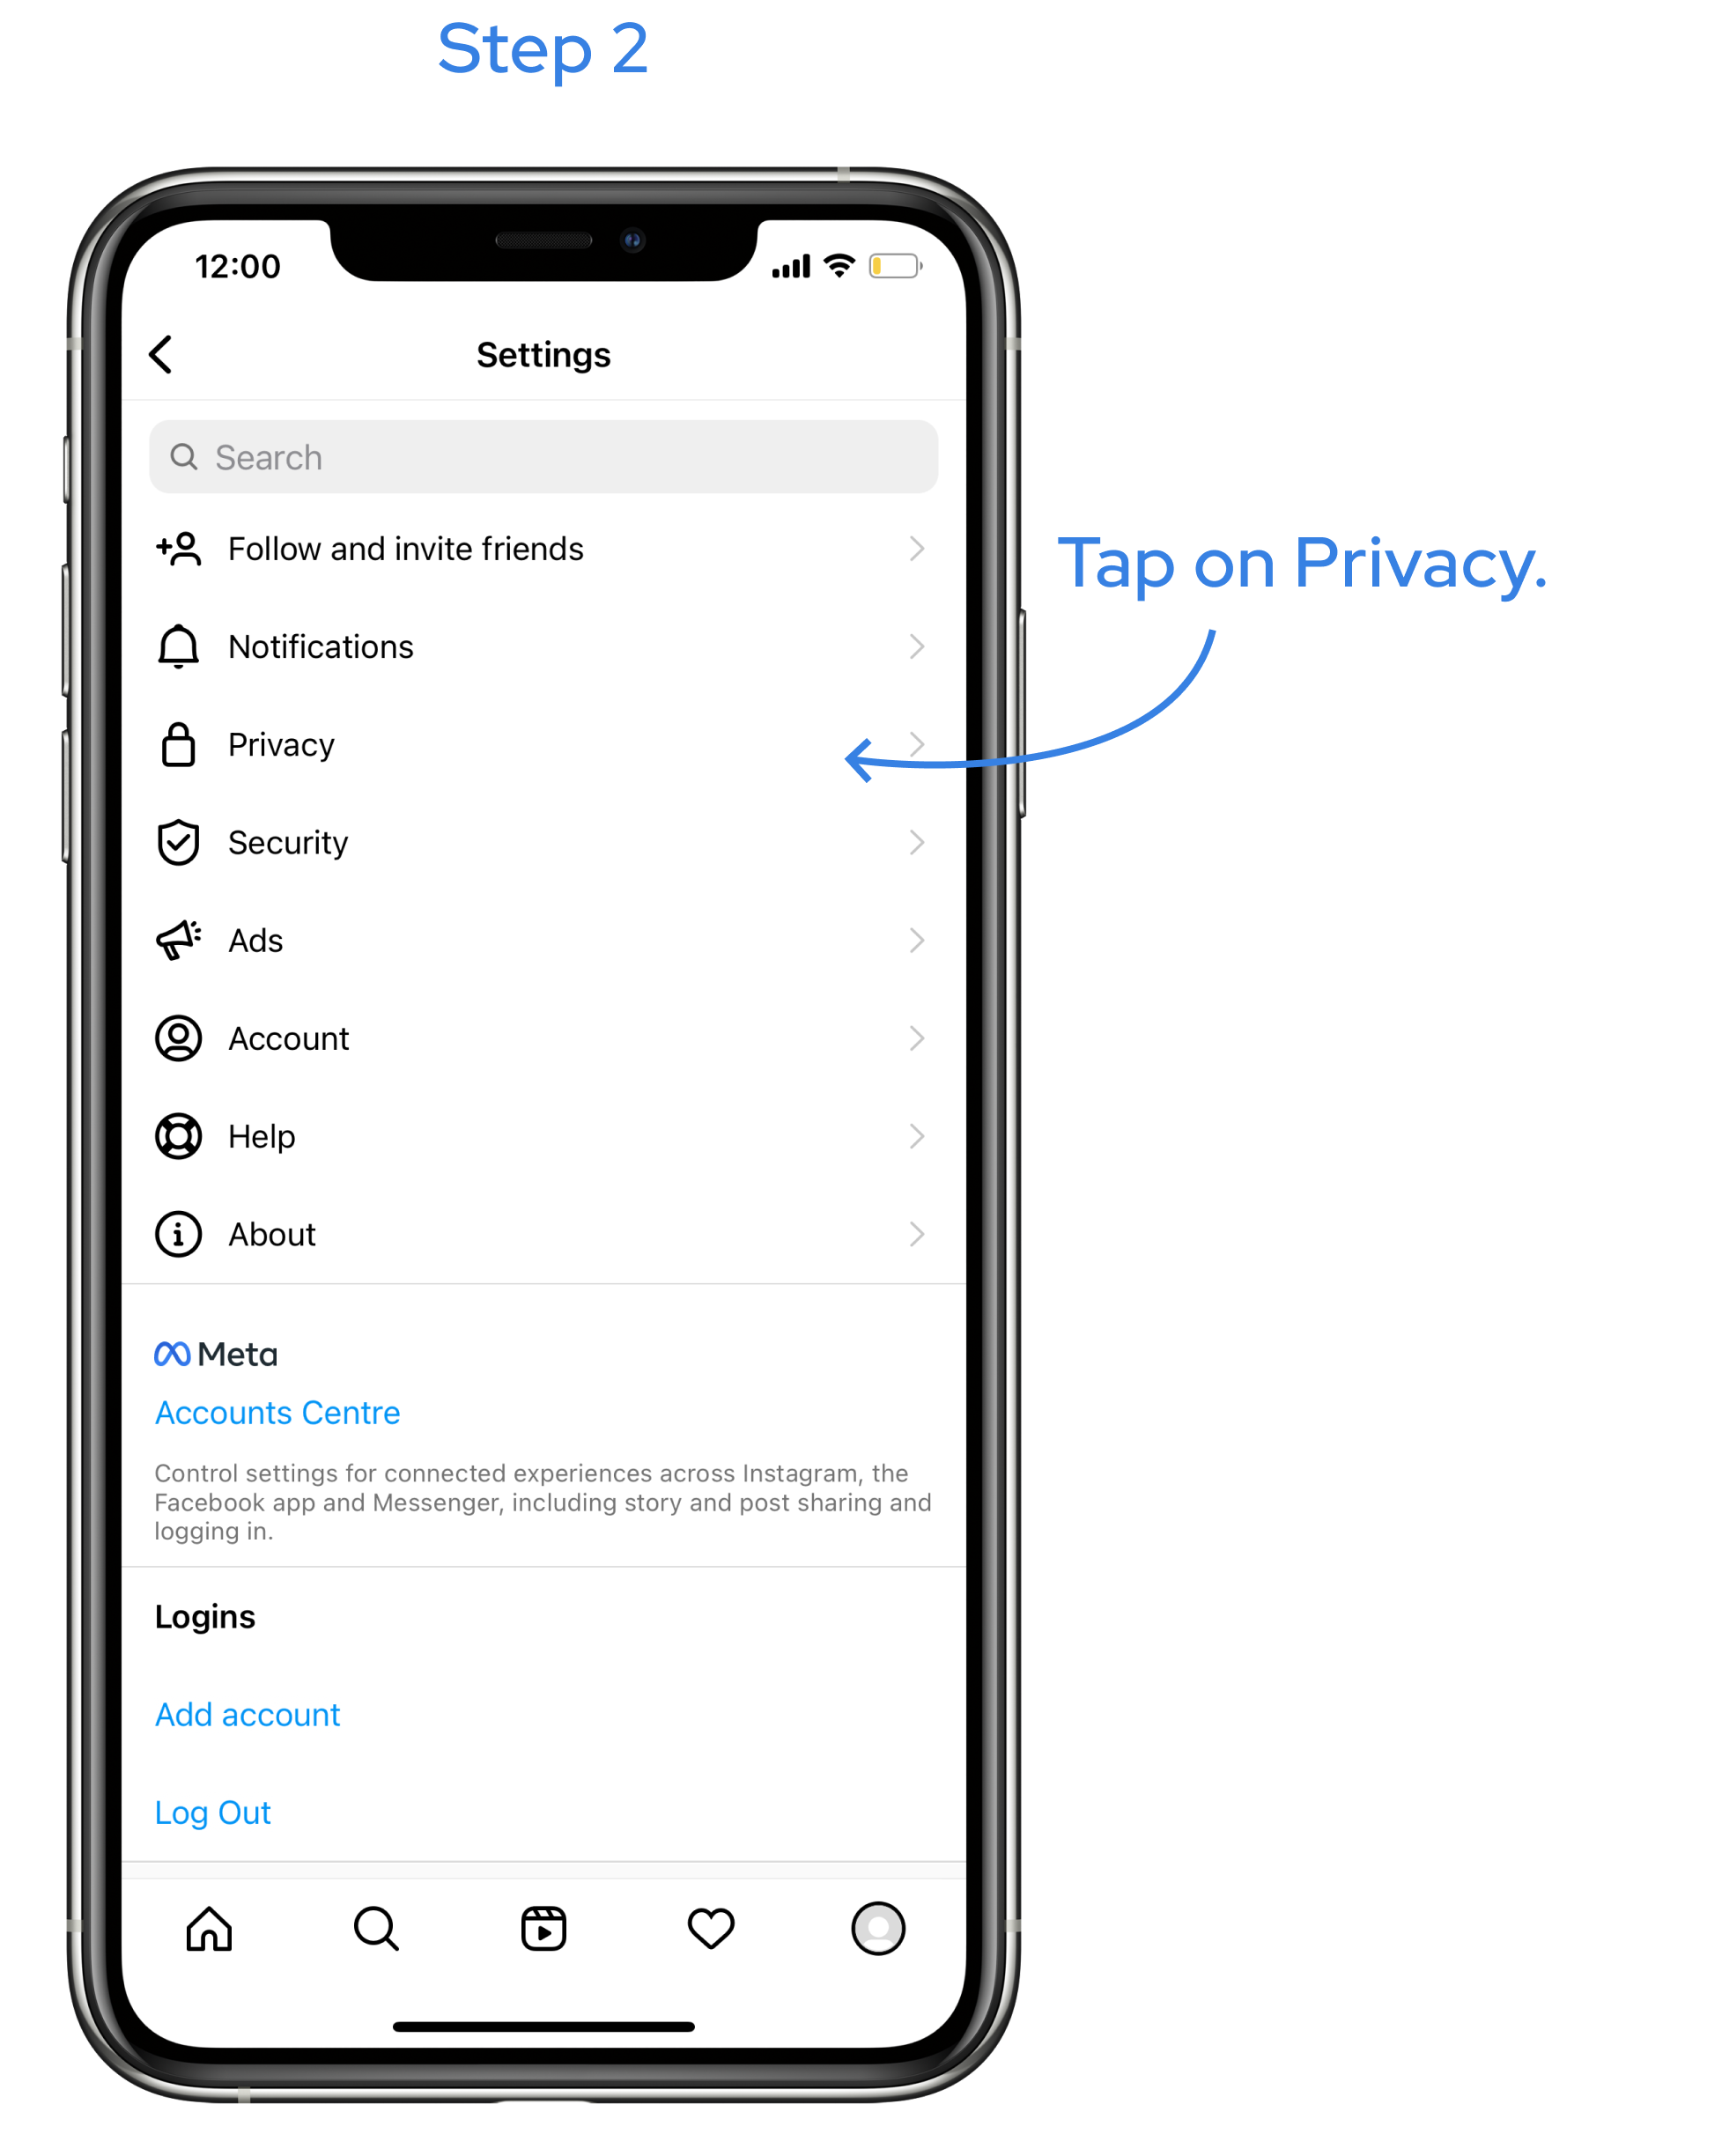 Step 2
12:00
Settings
Search
Follow and invite friends
Tap on Privacy.
Notifications
Privacy
Security
Ads
Account
Help
About
Meta
Accounts Centre
Control settings for connected experiences across Instagram, the
Facebook app and Messenger, including story and post sharing and
logging in.
Logins
Add account
Log Out